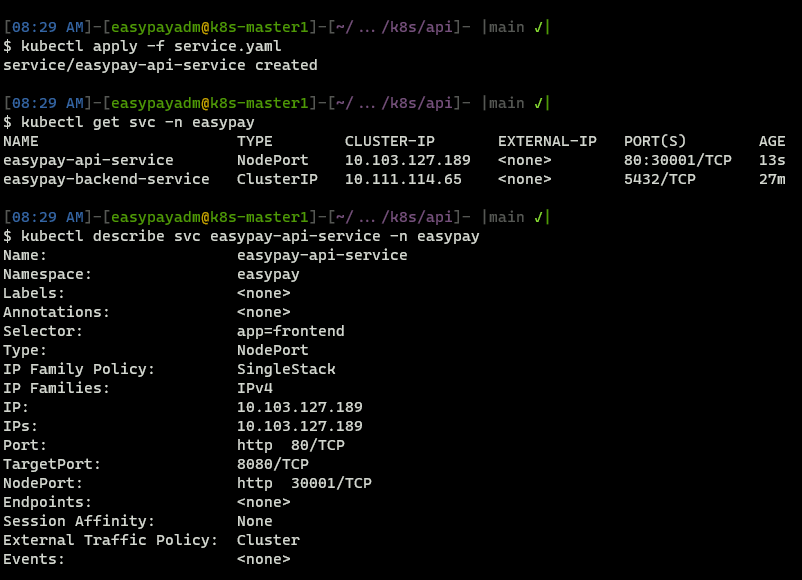 [08:29 AM]-[easypayadm@k8s-master1]-[~/ … /k8s/api]- |main ✓|
$ kubectl apply -f service.yaml
service/easypay-api-service created
[08:29 AM]-[easypayadm@k8s-master1]-[~/ … /k8s/api]- |main ✓|
$ kubectl get svc -n easypay
NAME TYPE CLUSTER-IP EXTERNAL-IP PORT(S) AGE
easypay-api-service NodePort 10.103.127.189 <none> 80:30001/TCP 13s
easypay-backend-service ClusterIP 10.111.114.65 <none> 5432/TCP 27m
[08:29 AM]-[easypayadm@k8s-master1]-[~/ … /k8s/api]- |main ✓|
$ kubectl describe svc easypay-api-service -n easypay
Name: easypay-api-service
Namespace: easypay
Labels: <none>
Annotations: <none>
Selector: app=frontend
Type: NodePort
IP Family Policy: SingleStack
IP Families: IPv4
IP: 10.103.127.189
IPs: 10.103.127.189
Port: http 80/TCP
TargetPort: 8080/TCP
NodePort: http 30001/TCP
Endpoints: <none>
Session Affinity: None
External Traffic Policy: Cluster
Events: <none>